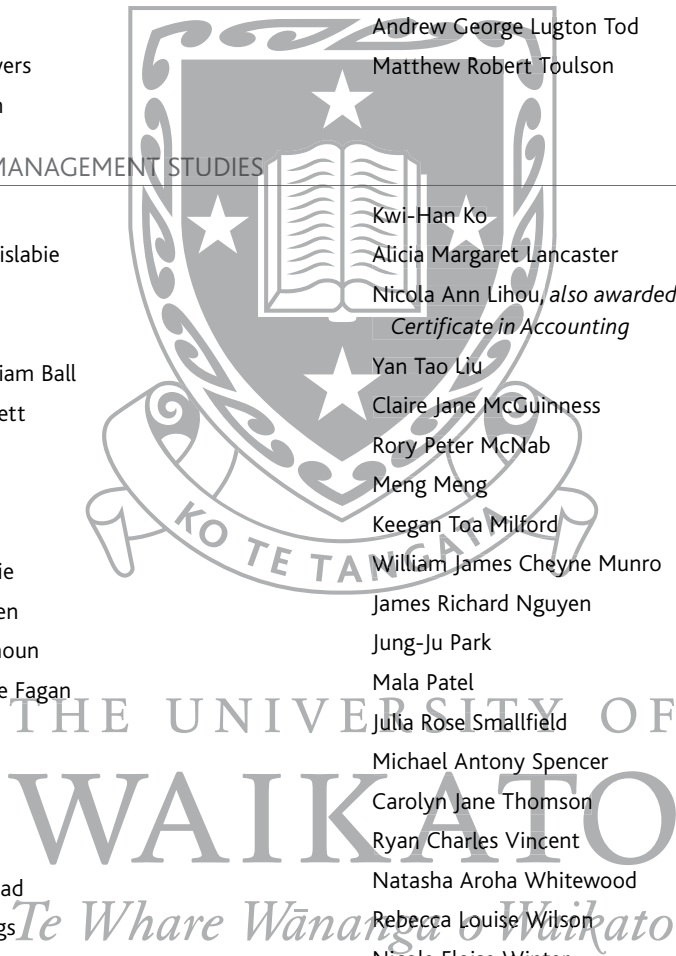 Andrew George Lugton Tod
Matthew Robert Toulson
MANAGEMENT STUDIES
iam Ball
e Fagan
Kwi-Han Ko
Alicia Margaret Lancaster
Nicola Ann Lihou, also awarded
Certificate in Accounting
Yan Tao Liu
Claire Jane McGuinness
Rory Peter McNab
Meng Meng
Keegan Toa Milford
William James Cheyne Munro
James Richard Nguyen
Jung-Ju Park
Mala Patel
Julia Rose Smallfield
Michael Antony Spencer
Carolyn Jane Thomson
Ryan Charles Vincent
Natasha Aroha Whitewood
Rebecca Louise Wilson
KO TE TANGATA
THE UNIVERSITY OF
WAIKATO
Te Whare Wānanga o Waikato